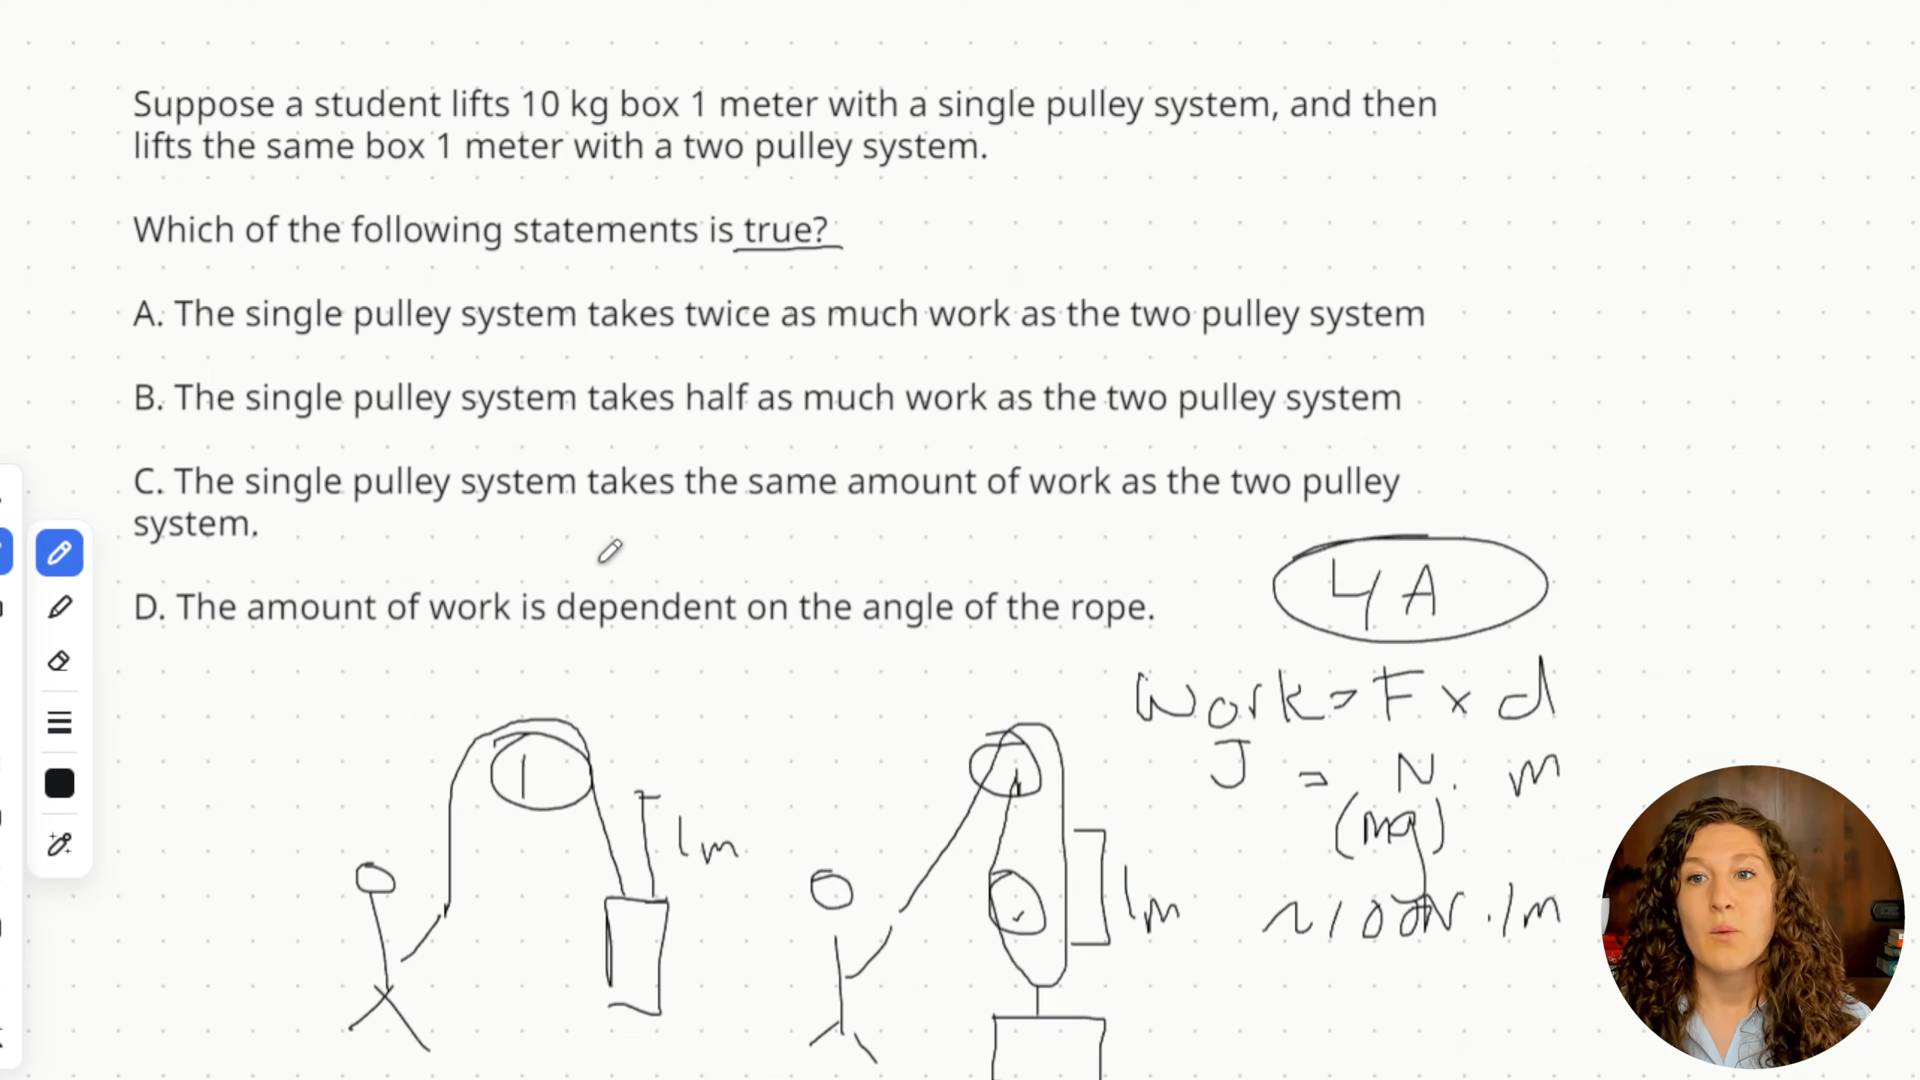 Suppose a student lifts 10 kg box 1 meter with a single pulley system, and then
lifts the same box 1 meter with a two pulley system.
Which of the following statements is true?
A. The single pulley system takes twice as much work as the two pulley system
B. The single pulley system takes half as much work as the two pulley system
C. The single pulley system takes the same amount of work as the two pulley
system.
D. The amount of work is dependent on the angle of the rope.
4A
Work = F x d
J = N. m
(mg)
~100N . 1m
1
1m
1m